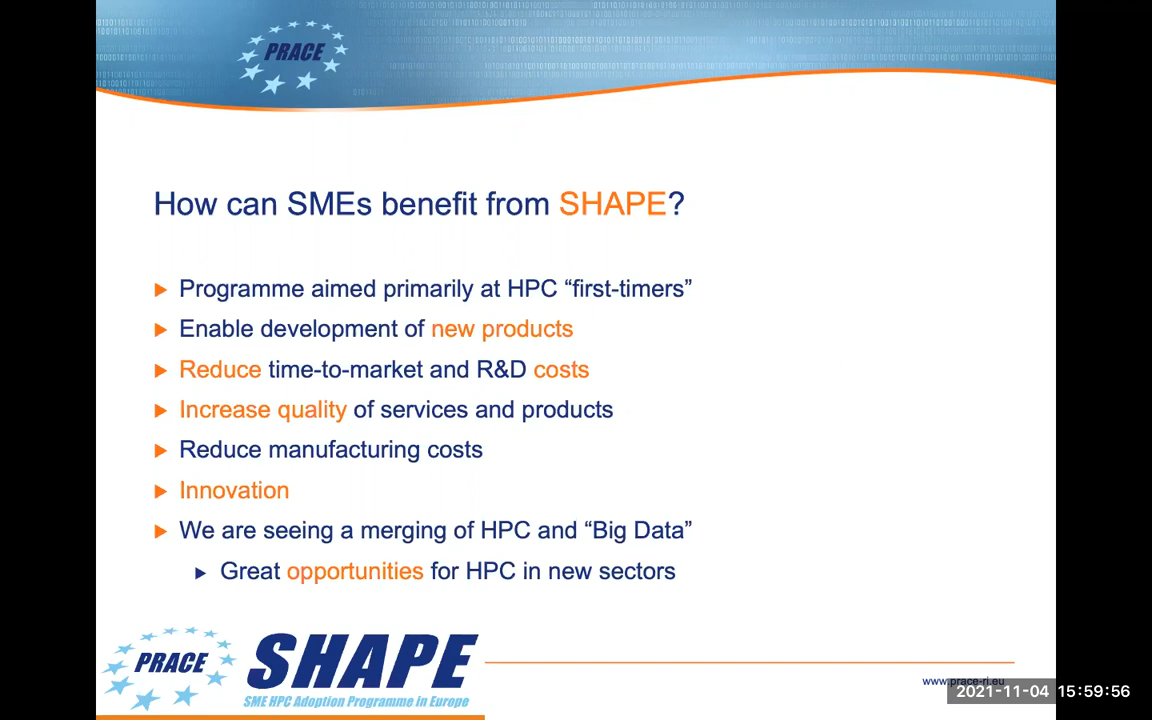 PRACE
How can SMEs benefit from SHAPE?
Programme aimed primarily at HPC “first-timers”
Enable development of new products
Reduce time-to-market and R&D costs
Increase quality of services and products
Reduce manufacturing costs
Innovation
We are seeing a merging of HPC and “Big Data”
Great opportunities for HPC in new sectors
PRACE
SHAPE
SME HPC Adoption Programme in Europe
www.prace-ri.eu
2021-11-04 15:59:56